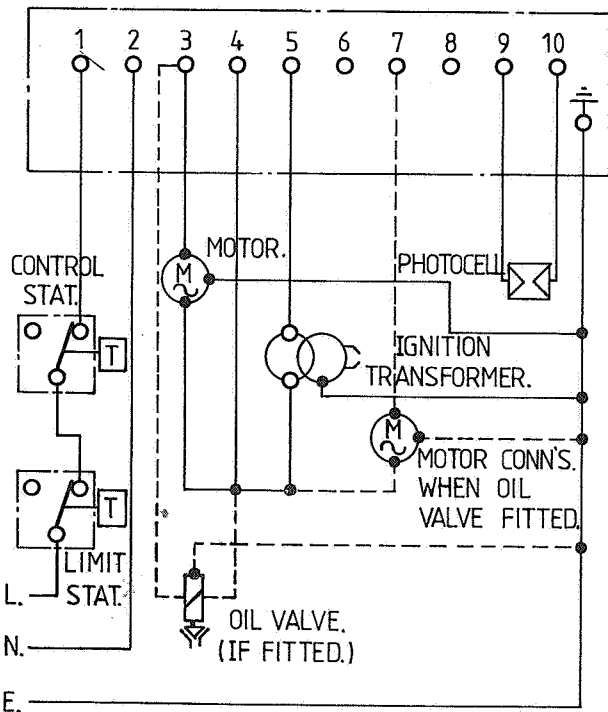 1 2 3 4 5 6 7 8 9 10
MOTOR.
M
CONTROL
STAT.
T
PHOTOCELL
IGNITION
TRANSFORMER.
M
MOTOR CONN'S.
WHEN OIL
VALVE FITTED.
T
LIMIT
STAT.
L.
OIL VALVE.
(IF FITTED.)
N.
E.